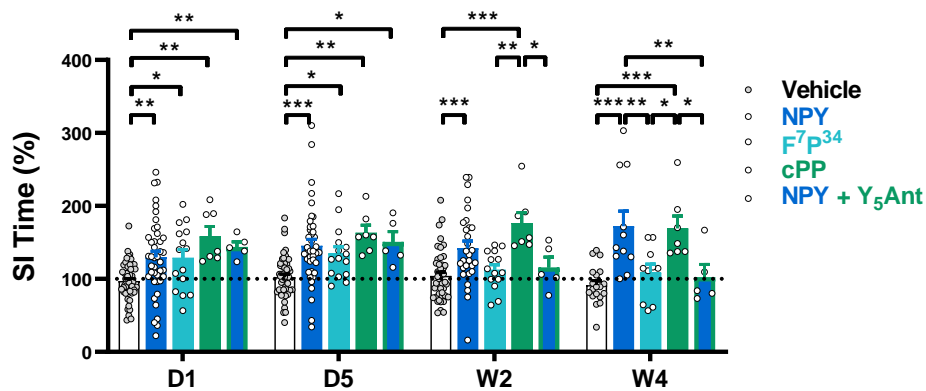 *** 
** * **
** ** ** * ***
* * *** *** *** ** * *
** ***
SI Time (%)
400
300
200
100
0
D1 D5 W2 W4
Vehicle
NPY
F⁷P³⁴
cPP
NPY + Y₅Ant